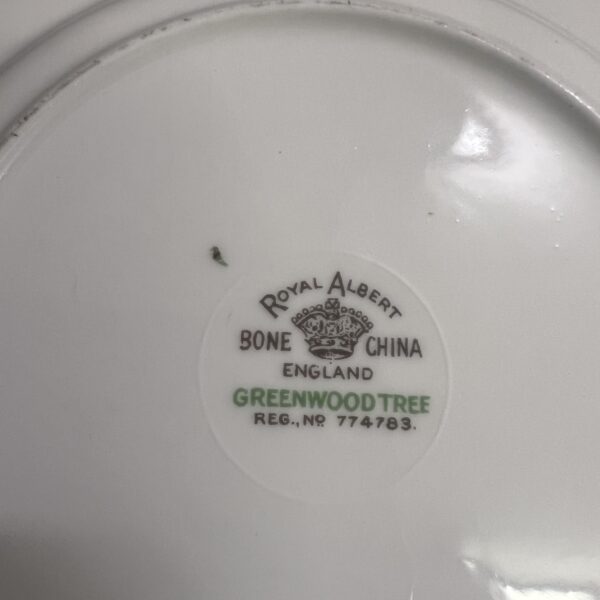 ROYAL ALBERT
BONE CHINA
ENGLAND
GREENWOOD TREE
REG., Nº 774783.